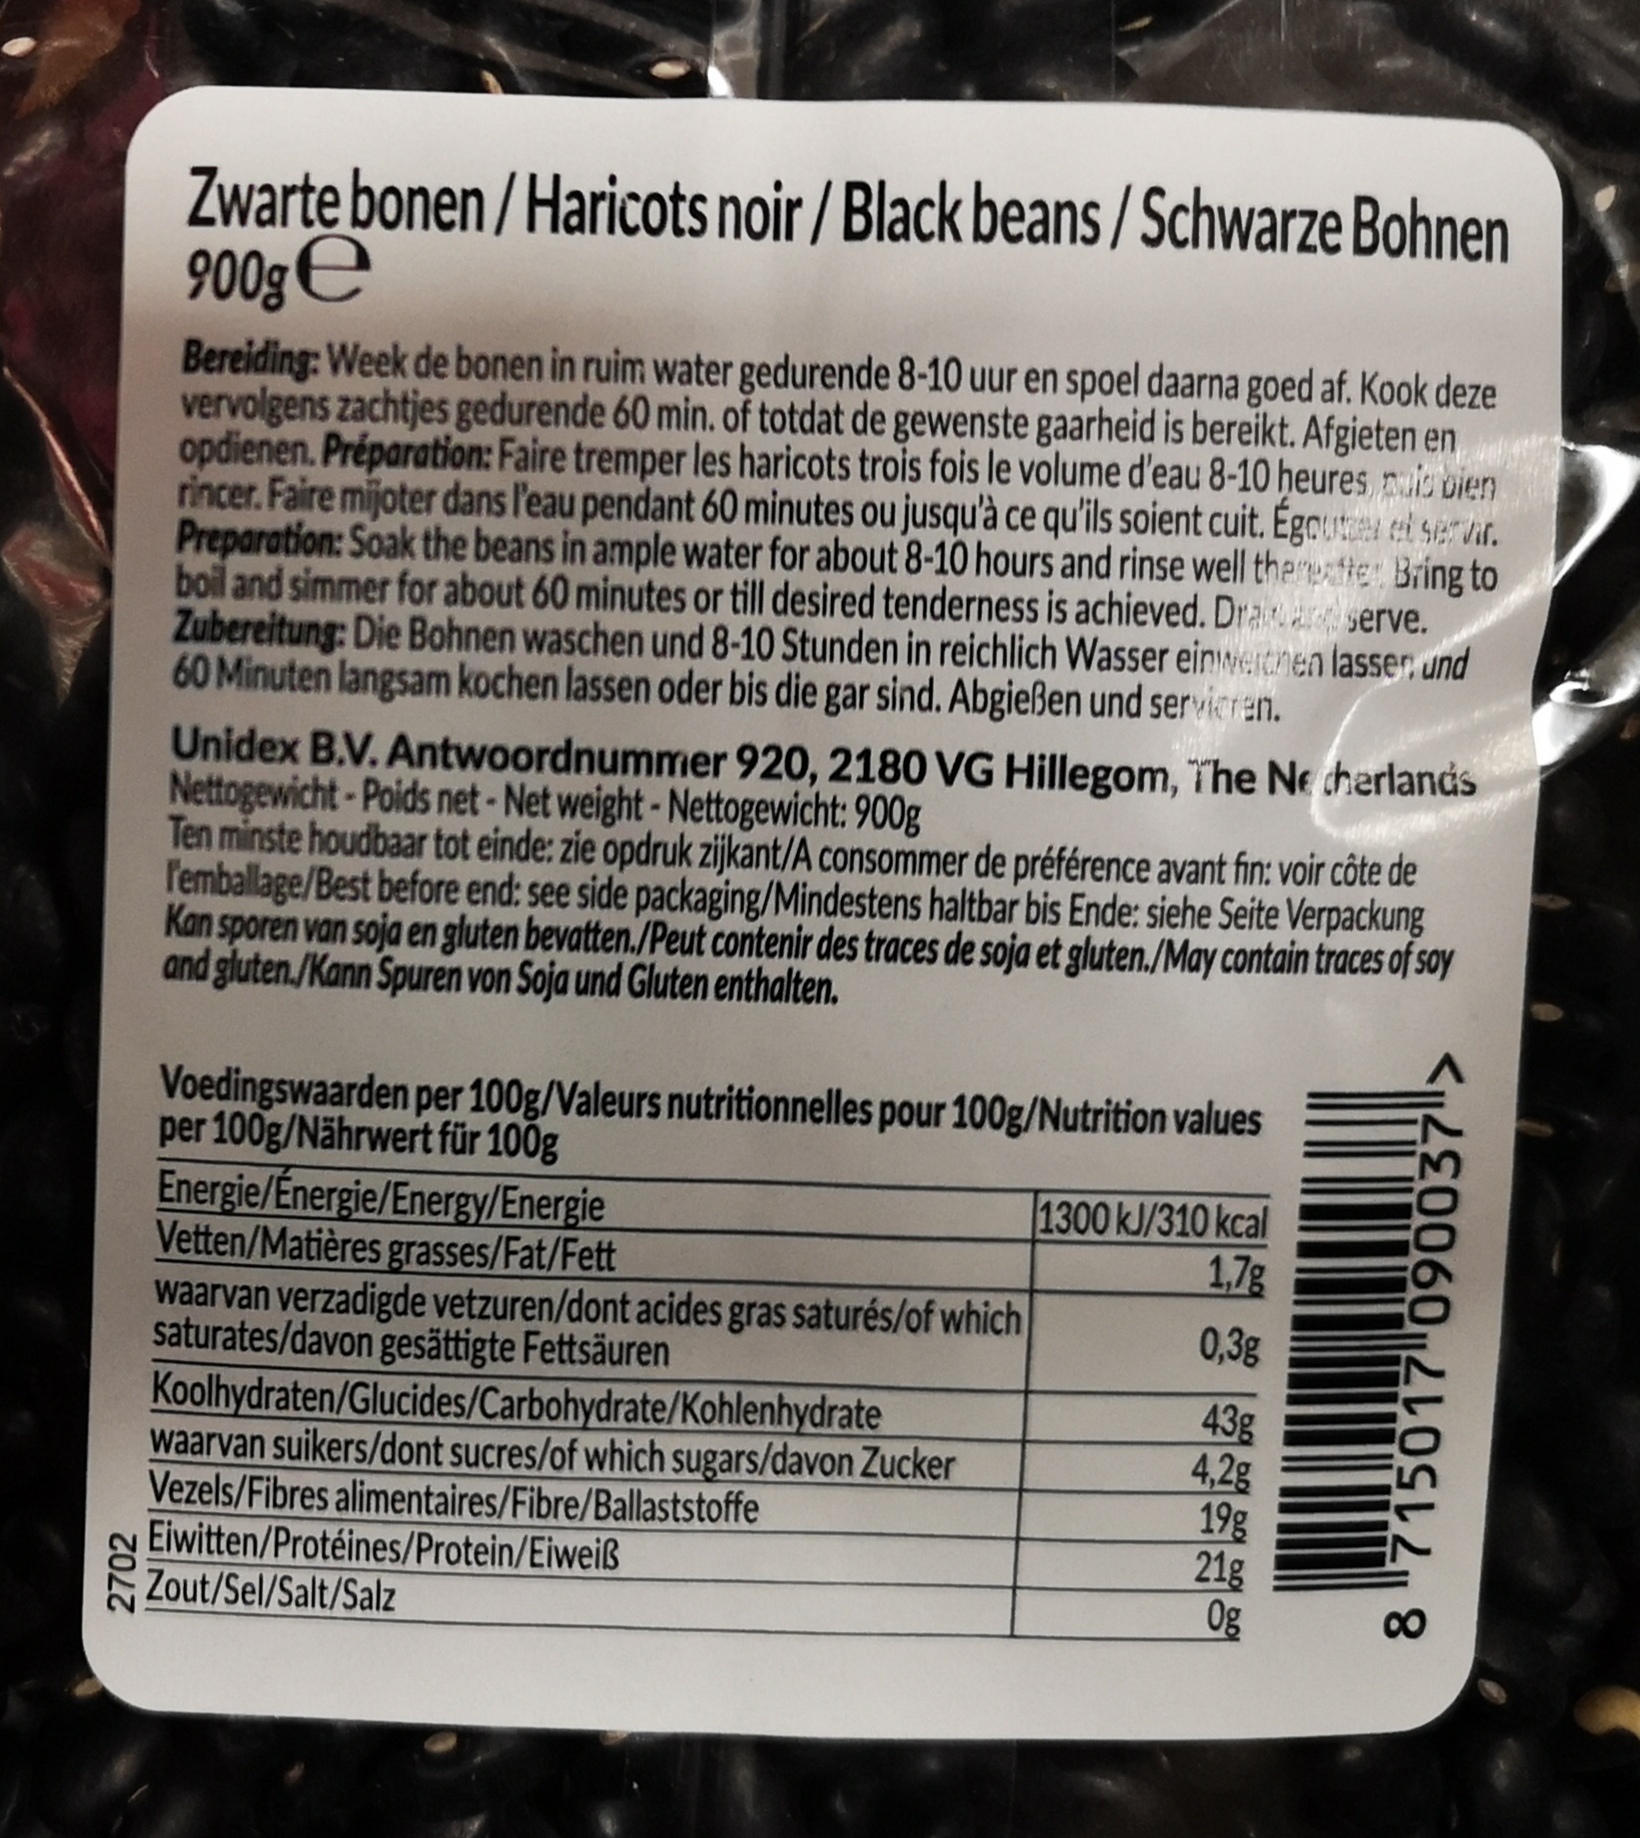 Zwarte bonen / Haricots noir / Black beans / Schwarze Bohnen
900g ℮
Bereiding: Week de bonen in ruim water gedurende 8-10 uur en spoel daarna goed af. Kook deze
vervolgens zachtjes gedurende 60 min. of totdat de gewenste gaarheid is bereikt. Afgieten en
opdienen. Préparation: Faire tremper les haricots trois fois le volume d'eau 8-10 heures, puis bien
rincer. Faire mijoter dans l'eau pendant 60 minutes ou jusqu'à ce qu'ils soient cuit. Égoutter et servir.
Preparation: Soak the beans in ample water for about 8-10 hours and rinse well thereafter. Bring to
boil and simmer for about 60 minutes or till desired tenderness is achieved. Drain and serve.
Zubereitung: Die Bohnen waschen und 8-10 Stunden in reichlich Wasser einweichen lassen und
60 Minuten langsam kochen lassen oder bis die gar sind. Abgießen und servieren.
Unidex B.V. Antwoordnummer 920, 2180 VG Hillegom, The Netherlands
Nettogewicht - Poids net - Net weight - Nettogewicht: 900g
Ten minste houdbaar tot einde: zie opdruk zijkant/A consommer de préférence avant fin: voir côte de
l'emballage/Best before end: see side packaging/Mindestens haltbar bis Ende: siehe Seite Verpackung
Kan sporen van soja en gluten bevatten./Peut contenir des traces de soja et gluten./May contain traces of soy
and gluten./Kann Spuren von Soja und Gluten enthalten.
Voedingswaarden per 100g/Valeurs nutritionnelles pour 100g/Nutrition values
per 100g/Nährwert für 100g
Energie/Énergie/Energy/Energie 1300 kJ/310 kcal
Vetten/Matières grasses/Fat/Fett 1,7g
waarvan verzadigde vetzuren/dont acides gras saturés/of which
saturates/davon gesättigte Fettsäuren 0,3g
Koolhydraten/Glucides/Carbohydrate/Kohlenhydrate 43g
waarvan suikers/dont sucres/of which sugars/davon Zucker 4,2g
Vezels/Fibres alimentaires/Fibre/Ballaststoffe 19g
Eiwitten/Protéines/Protein/Eiweiß 21g
Zout/Sel/Salt/Salz 0g
2702
8 715017 090037 >